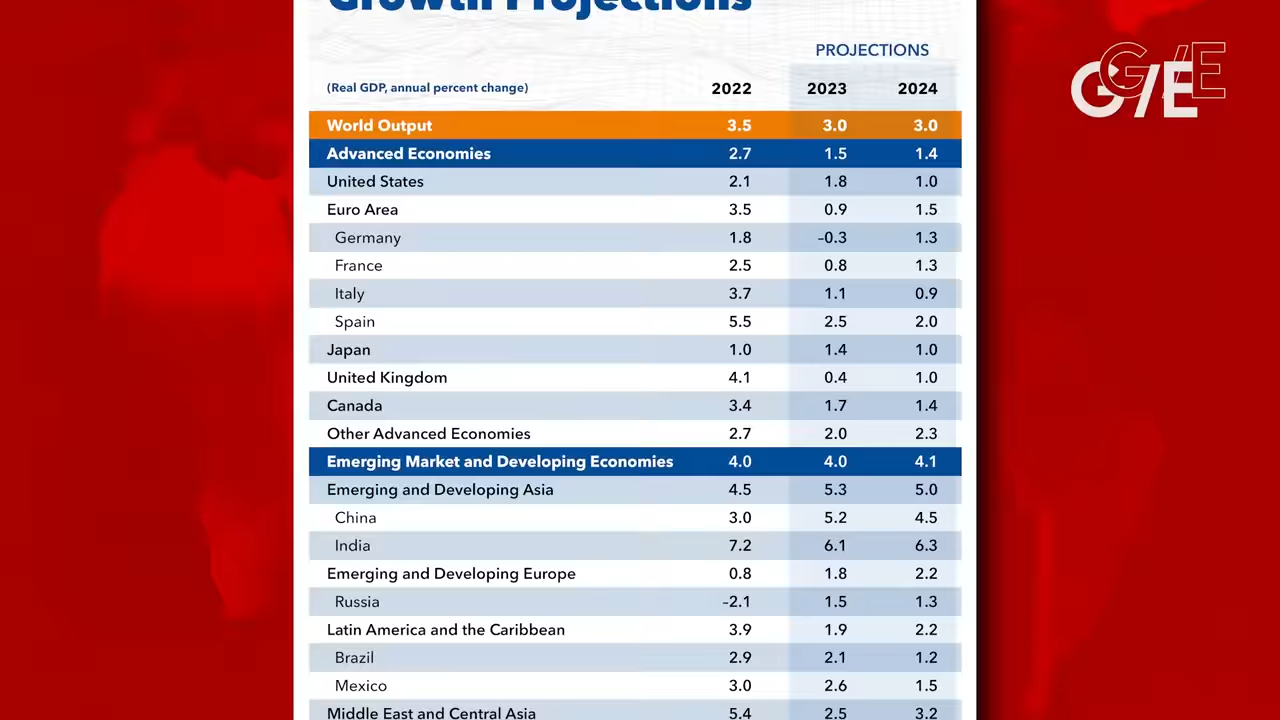 Growth Projections
PROJECTIONS
(Real GDP, annual percent change) 2022 2023 2024
World Output 3.5 3.0 3.0
Advanced Economies 2.7 1.5 1.4
United States 2.1 1.8 1.0
Euro Area 3.5 0.9 1.5
Germany 1.8 –0.3 1.3
France 2.5 0.8 1.3
Italy 3.7 1.1 0.9
Spain 5.5 2.5 2.0
Japan 1.0 1.4 1.0
United Kingdom 4.1 0.4 1.0
Canada 3.4 1.7 1.4
Other Advanced Economies 2.7 2.0 2.3
Emerging Market and Developing Economies 4.0 4.0 4.1
Emerging and Developing Asia 4.5 5.3 5.0
China 3.0 5.2 4.5
India 7.2 6.1 6.3
Emerging and Developing Europe 0.8 1.8 2.2
Russia –2.1 1.5 1.3
Latin America and the Caribbean 3.9 1.9 2.2
Brazil 2.9 2.1 1.2
Mexico 3.0 2.6 1.5
Middle East and Central Asia 5.4 2.5 3.2
G/E
G/E